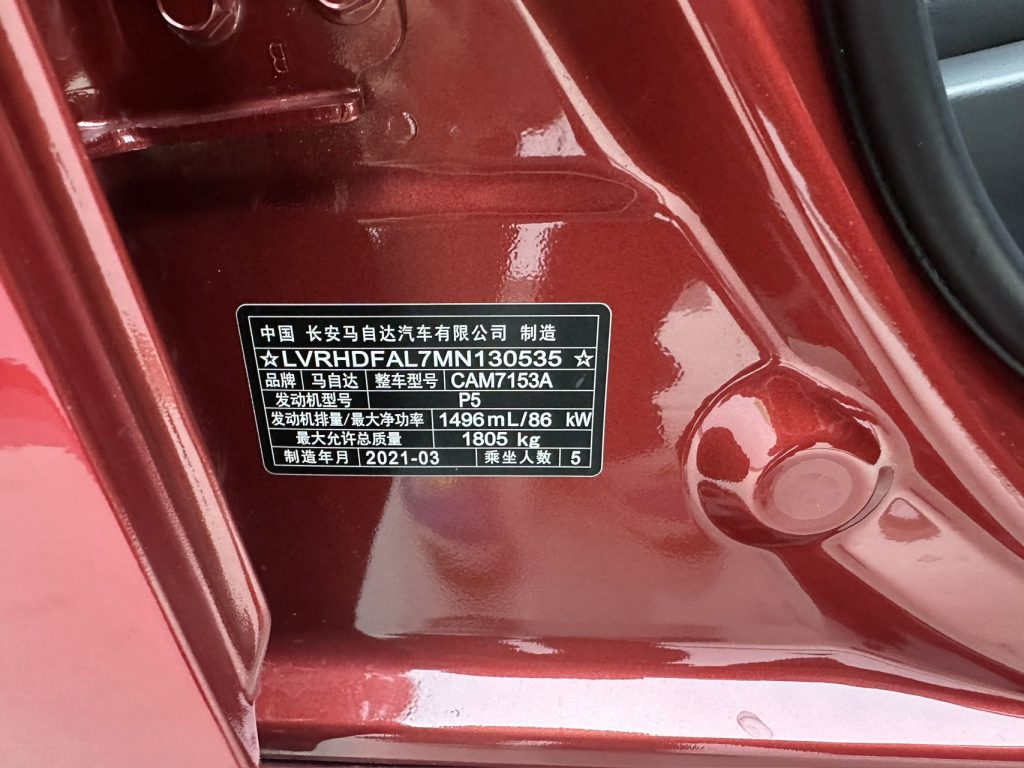 B
中国 长安马自达汽车有限公司 制造
☆LVRHDFAL7MN130535☆
品牌 马自达 整车型号 CAM7153A
发动机型号 P5
发动机排量/最大净功率 1496mL/86 kW
最大允许总质量 1805 kg
制造年月 2021-03 乘坐人数 5